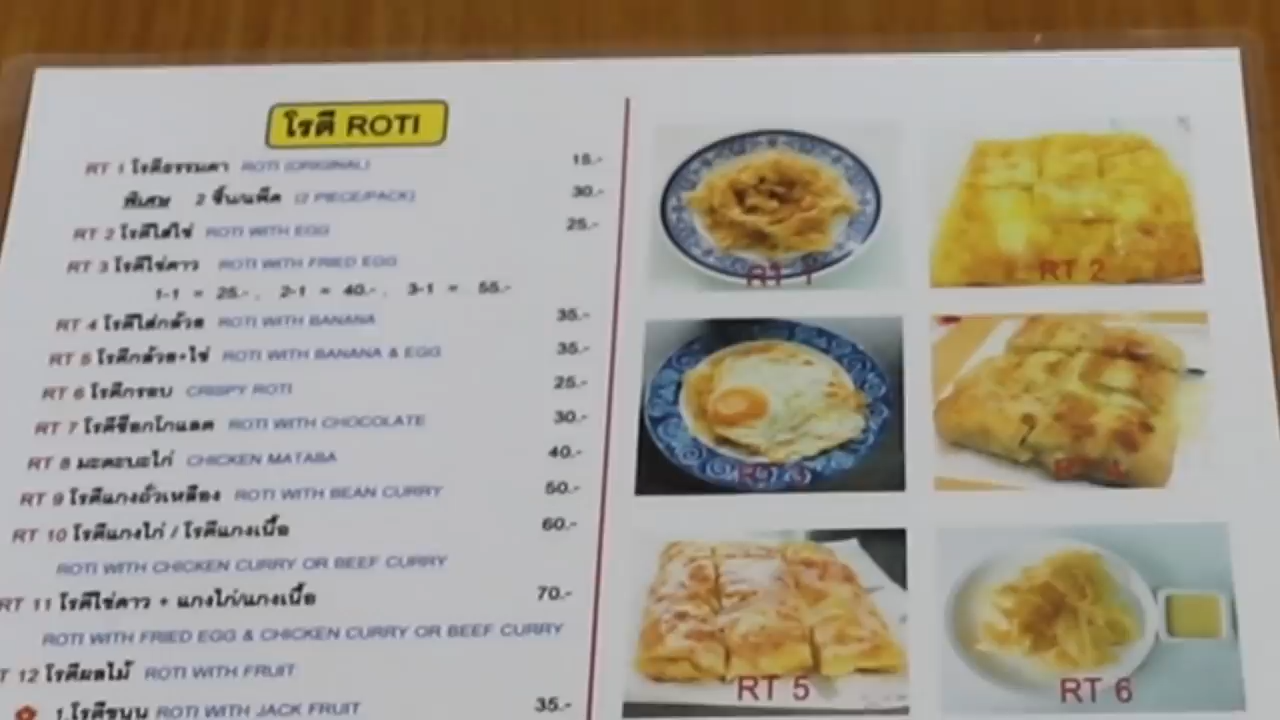 โรตี ROTI
RT 1 โรตีธรรมดา ROTI (ORIGINAL) 15.-
พิเศษ 2 ชิ้น/แพ็ค (2 PIECE/PACK) 30.-
RT 2 โรตีใส่ไข่ ROTI WITH EGG 25.-
RT 3 โรตีไข่ดาว ROTI WITH FRIED EGG
1-1 = 25.-, 2-1 = 40.-, 3-1 = 55.-
RT 4 โรตีใส่กล้วย ROTI WITH BANANA 35.-
RT 5 โรตีกล้วย+ไข่ ROTI WITH BANANA & EGG 35.-
RT 6 โรตีกรอบ CRISPY ROTI 25.-
RT 7 โรตีช็อกโกแลต ROTI WITH CHOCOLATE 30.-
RT 8 มะตะบะไก่ CHICKEN MATABA 40.-
RT 9 โรตีแกงถั่วเหลือง ROTI WITH BEAN CURRY 50.-
RT 10 โรตีแกงไก่ / โรตีแกงเนื้อ 60.-
ROTI WITH CHICKEN CURRY OR BEEF CURRY
RT 11 โรตีไข่ดาว + แกงไก่/แกงเนื้อ 70.-
ROTI WITH FRIED EGG & CHICKEN CURRY OR BEEF CURRY
T 12 โรตีผลไม้ ROTI WITH FRUIT
1.โรตีขนุน ROTI WITH JACK FRUIT 35.-
RT 1
RT 2
RT 3
RT 4
RT 5
RT 6